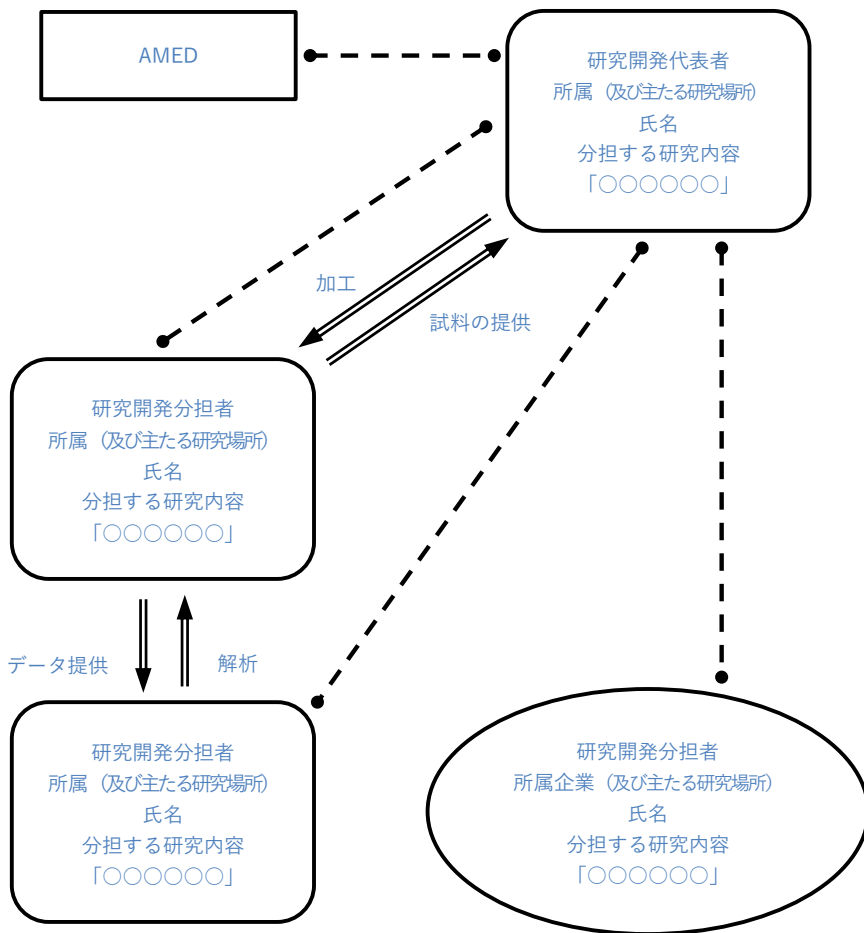 AMED
研究開発代表者
所属（及び主たる研究場所）
氏名
分担する研究内容
「○○○○○○」
加工
試料の提供
研究開発分担者
所属（及び主たる研究場所）
氏名
分担する研究内容
「○○○○○○」
データ提供
解析
研究開発分担者
所属（及び主たる研究場所）
氏名
分担する研究内容
「○○○○○○」
研究開発分担者
所属企業（及び主たる研究場所）
氏名
分担する研究内容
「○○○○○○」